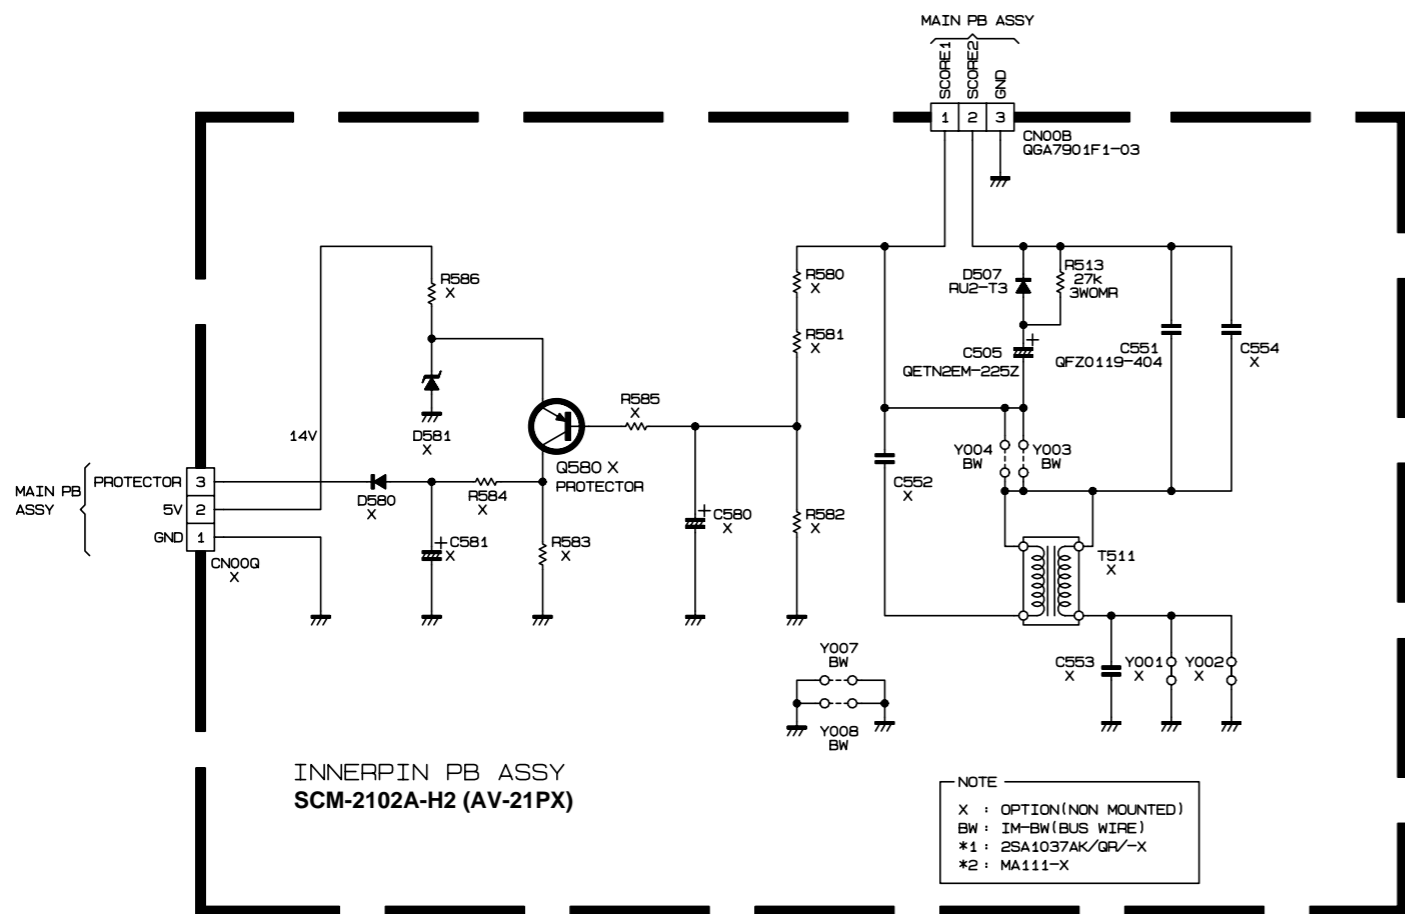 MAIN PB ASSY
SCORE1
SCORE2
GND
1 2 3
CN00B
QGA7901F1-03
R586
X
R580
X
D507
RU2-T3
R513
27k
3WOMR
R581
X
C505
+
QETN2EM-225Z
C551
QFZ0119-404
C554
X
D581
X
R585
X
14V
Q580 X
PROTECTOR
Y004
BW
Y003
BW
C552
X
MAIN PB
ASSY
PROTECTOR 3
5V 2
GND 1
CN00Q
X
D580
X
R584
X
+
C581
X
R583
X
+
C580
X
R582
X
T511
X
Y007
BW
Y008
BW
C553
X
Y001
X
Y002
X
INNERPIN PB ASSY
SCM-2102A-H2 (AV-21PX)
NOTE
X : OPTION(NON MOUNTED)
BW : IM-BW(BUS WIRE)
*1 : 2SA1037AK/QR/-X
*2 : MA111-X